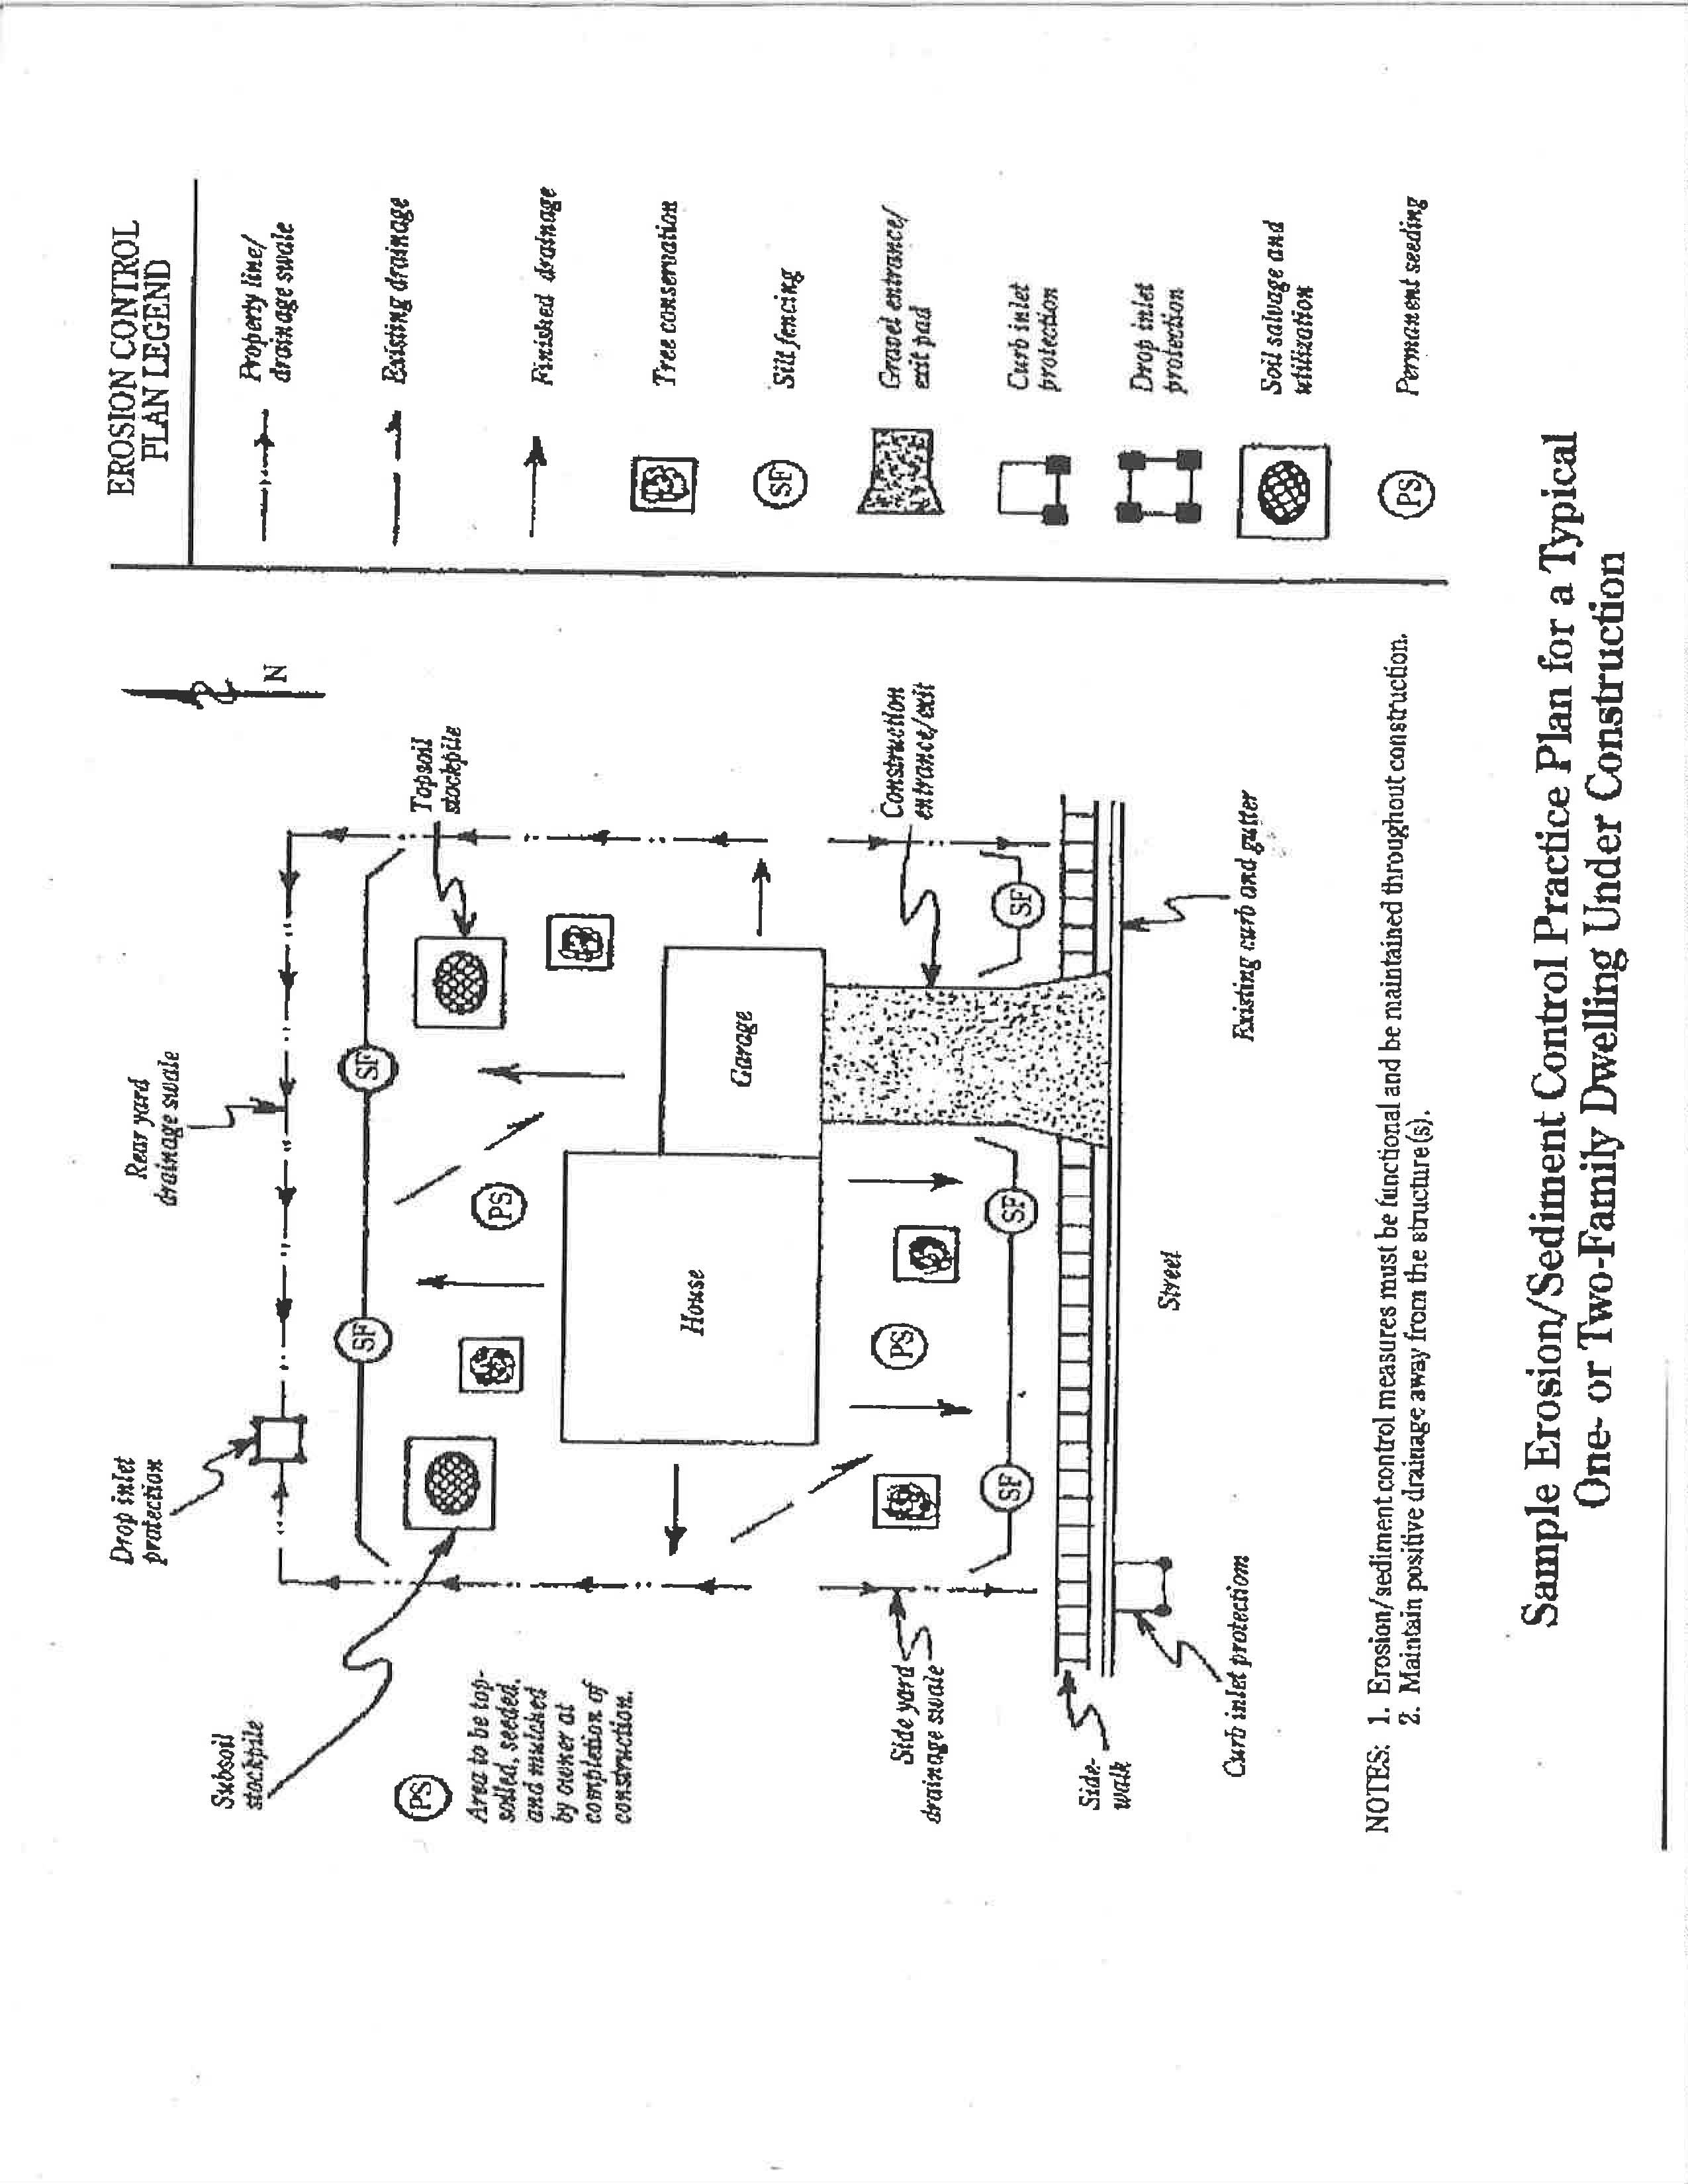 EROSION CONTROL
PLAN LEGEND
Property line/
drainage swale
Existing drainage
Finished drainage
Tree conservation
SF
Silt fencing
Gravel entrance/
exit pad
Curb inlet
protection
Drop inlet
protection
Soil salvage and
utilization
PS
Permanent seeding
Subsoil
stockpile
Drop inlet
protection
Rear yard
drainage swale
N
Topsoil
stockpile
SF
SF
PS
PS
Area to be top-
soiled, seeded,
and mulched
by owner at
completion of
construction.
House
Garage
Construction
entrance/exit
PS
Side yard
drainage swale
SF
SF
SF
Side-
walk
Street
Curb inlet protection
Existing curb and gutter
NOTES: 1. Erosion/sediment control measures must be functional and be maintained throughout construction.
2. Maintain positive drainage away from the structure(s).
Sample Erosion/Sediment Control Practice Plan for a Typical
One- or Two-Family Dwelling Under Construction